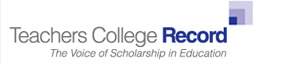 Teachers College Record
The Voice of Scholarship in Education